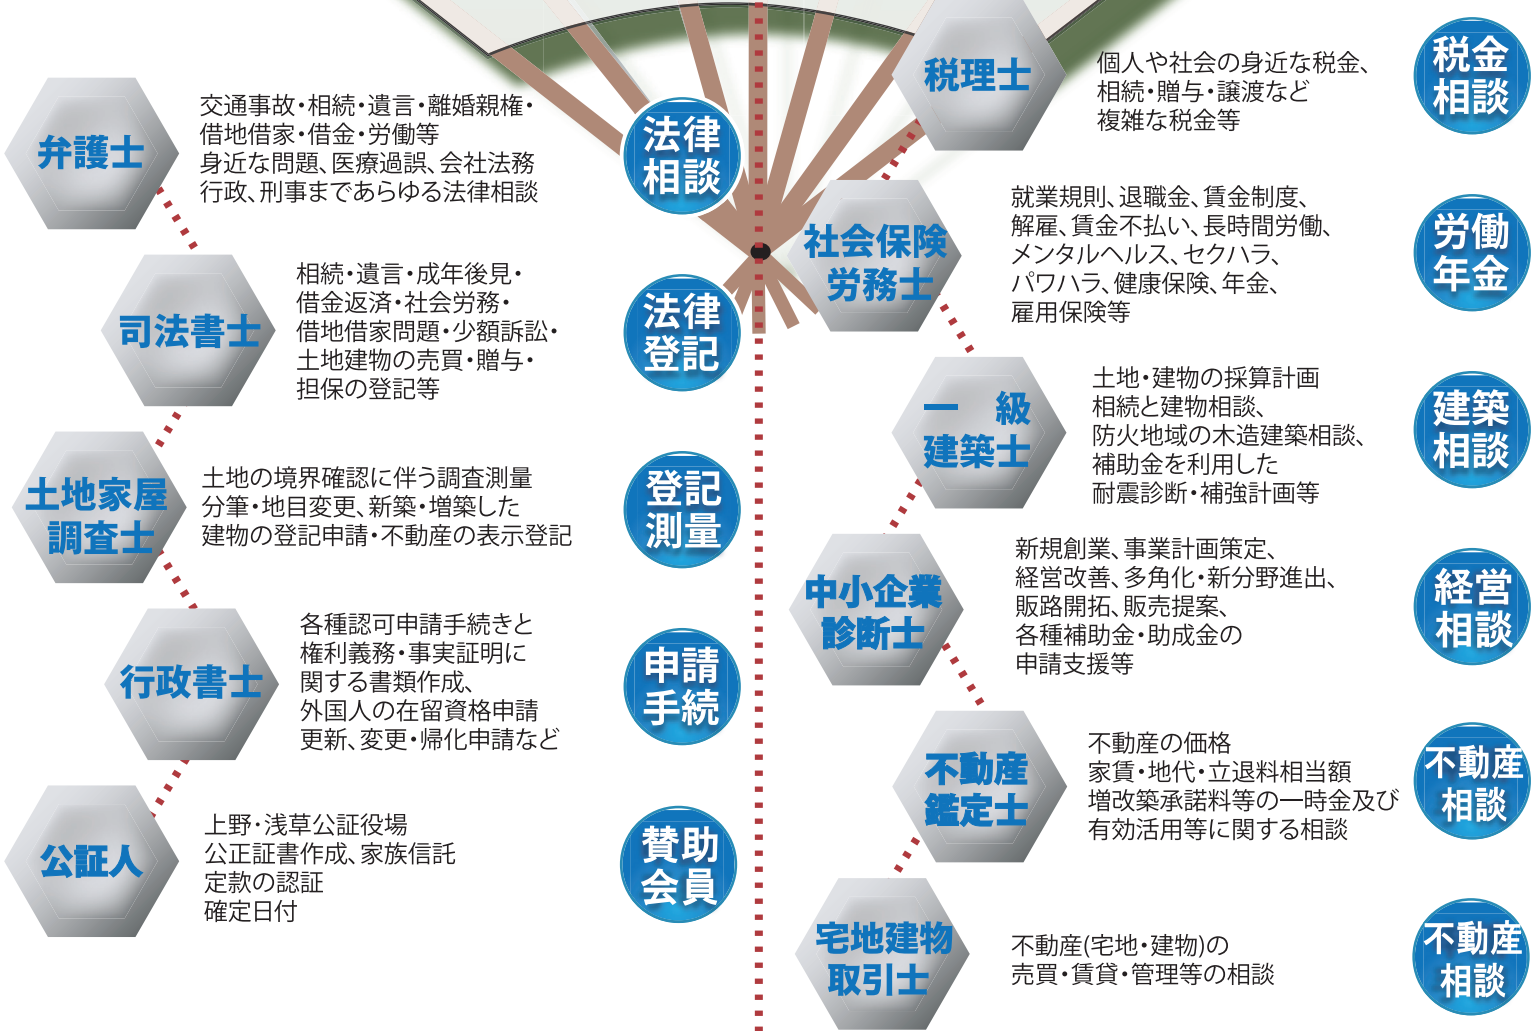 弁護士
交通事故・相続・遺言・離婚親権・
借地借家・借金・労働等
身近な問題、医療過誤、会社法務
行政、刑事まであらゆる法律相談
法律
相談
司法書士
相続・遺言・成年後見・
借金返済・社会労務・
借地借家問題・少額訴訟・
土地建物の売買・贈与・
担保の登記等
法律
登記
土地家屋
調査士
土地の境界確認に伴う調査測量
分筆・地目変更、新築・増築した
建物の登記申請・不動産の表示登記
登記
測量
行政書士
各種認可申請手続きと
権利義務・事実証明に
関する書類作成、
外国人の在留資格申請
更新、変更・帰化申請など
申請
手続
公証人
上野・浅草公証役場
公正証書作成、家族信託
定款の認証
確定日付
賛助
会員
税理士
個人や社会の身近な税金、
相続・贈与・譲渡など
複雑な税金等
税金
相談
社会保険
労務士
就業規則、退職金、賃金制度、
解雇、賃金不払い、長時間労働、
メンタルヘルス、セクハラ、
パワハラ、健康保険、年金、
雇用保険等
労働
年金
一 級
建築士
土地・建物の採算計画
相続と建物相談、
防火地域の木造建築相談、
補助金を利用した
耐震診断・補強計画等
建築
相談
中小企業
診断士
新規創業、事業計画策定、
経営改善、多角化・新分野進出、
販路開拓、販売提案、
各種補助金・助成金の
申請支援等
経営
相談
不動産
鑑定士
不動産の価格
家賃・地代・立退料相当額
増改築承諾料等の一時金及び
有効活用等に関する相談
不動産
相談
宅地建物
取引士
不動産(宅地・建物)の
売買・賃貸・管理等の相談
不動産
相談